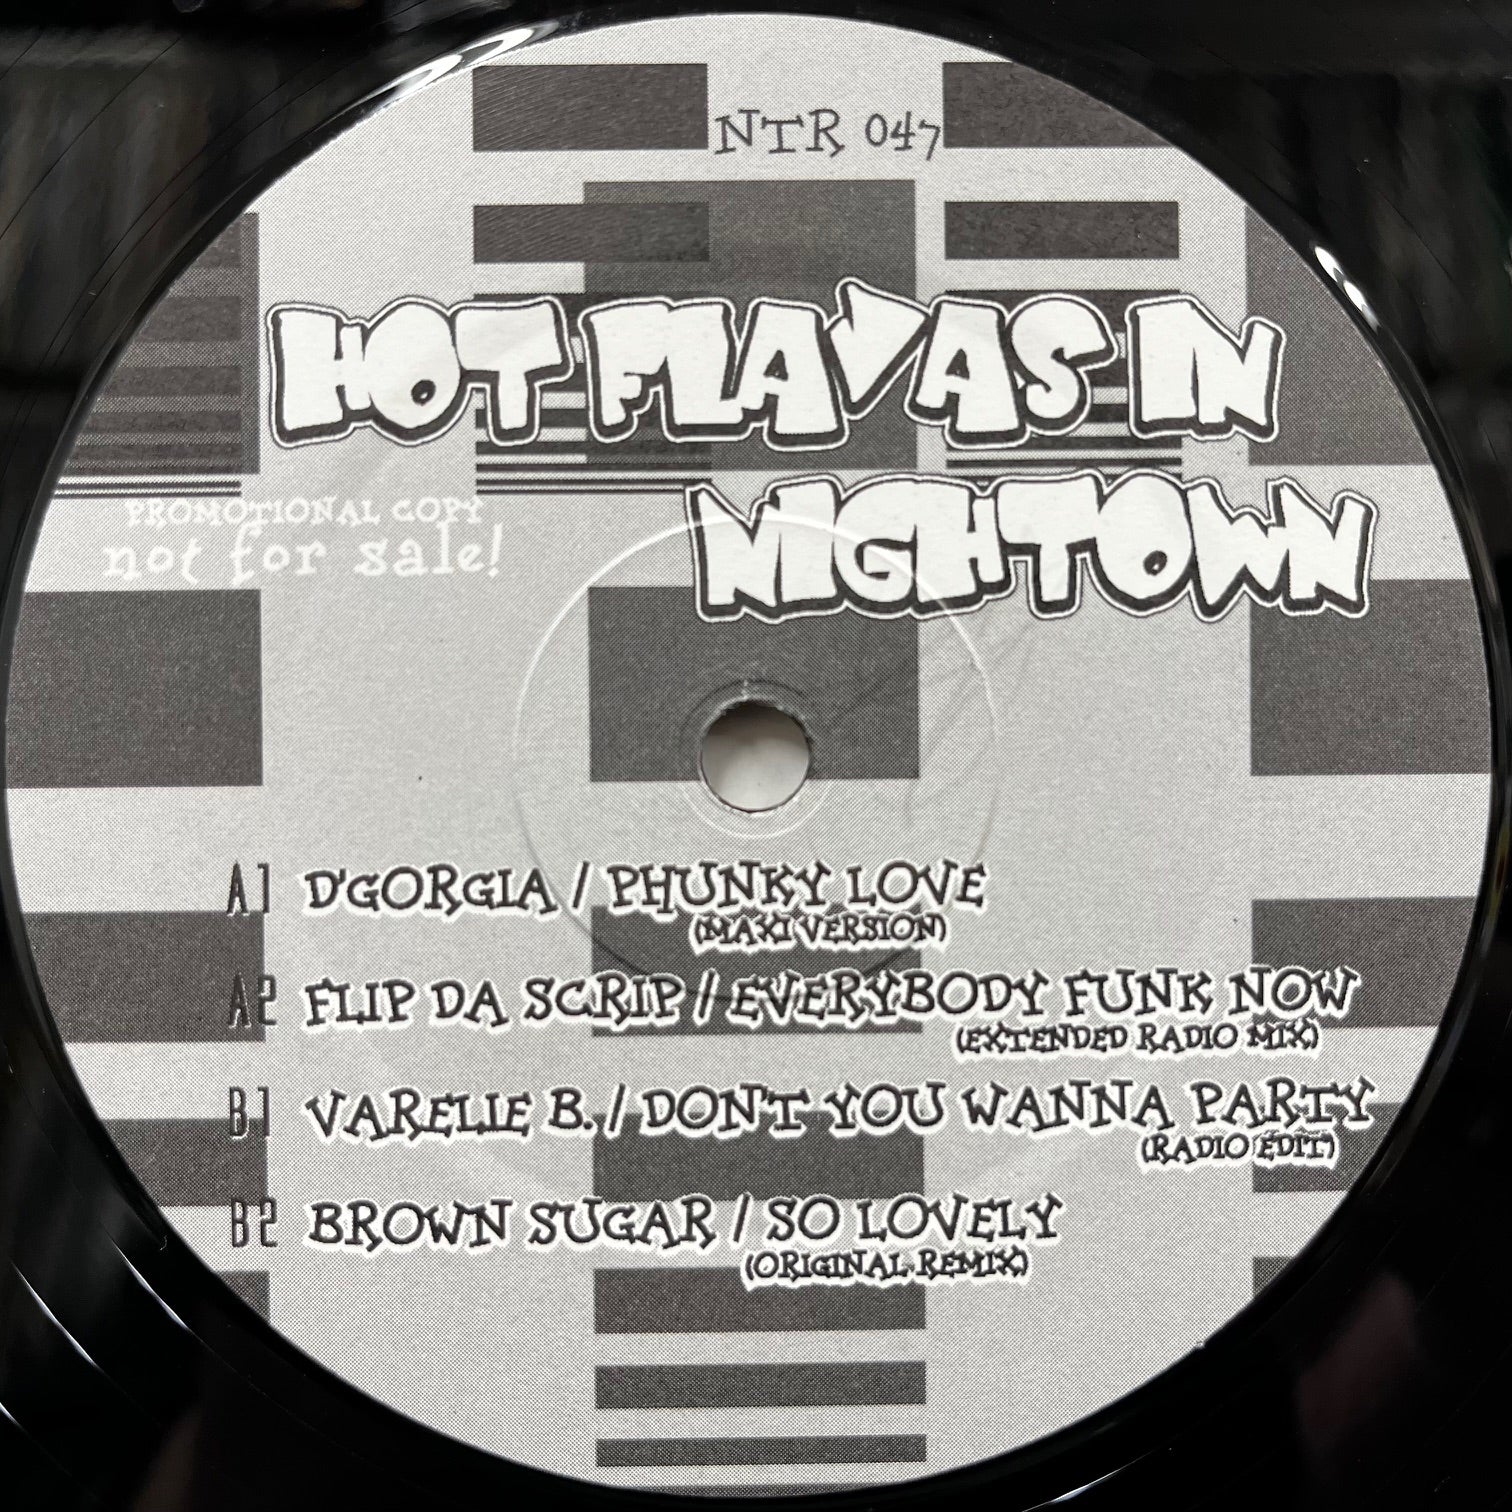 NTR 047
HOT FLAVAS IN
NIGHTOWN
PROMOTIONAL COPY
not for sale!
A1 D'GORGIA / PHUNKY LOVE
(MAXI VERSION)
A2 FLIP DA SCRIP / EVERYBODY FUNK NOW
(EXTENDED RADIO MIX)
B1 VARELIE B. / DON'T YOU WANNA PARTY
(RADIO EDIT)
B2 BROWN SUGAR / SO LOVELY
(ORIGINAL REMIX)